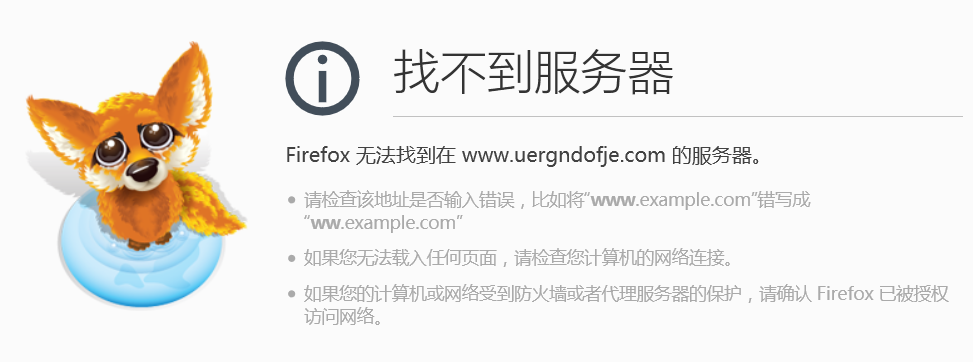 找不到服务器
Firefox 无法找到在 www.uergndofje.com 的服务器。
请检查该地址是否输入错误，比如将“www.example.com”错写成
“ww.example.com”
如果您无法载入任何页面，请检查您计算机的网络连接。
如果您的计算机或网络受到防火墙或者代理服务器的保护，请确认 Firefox 已被授权
访问网络。